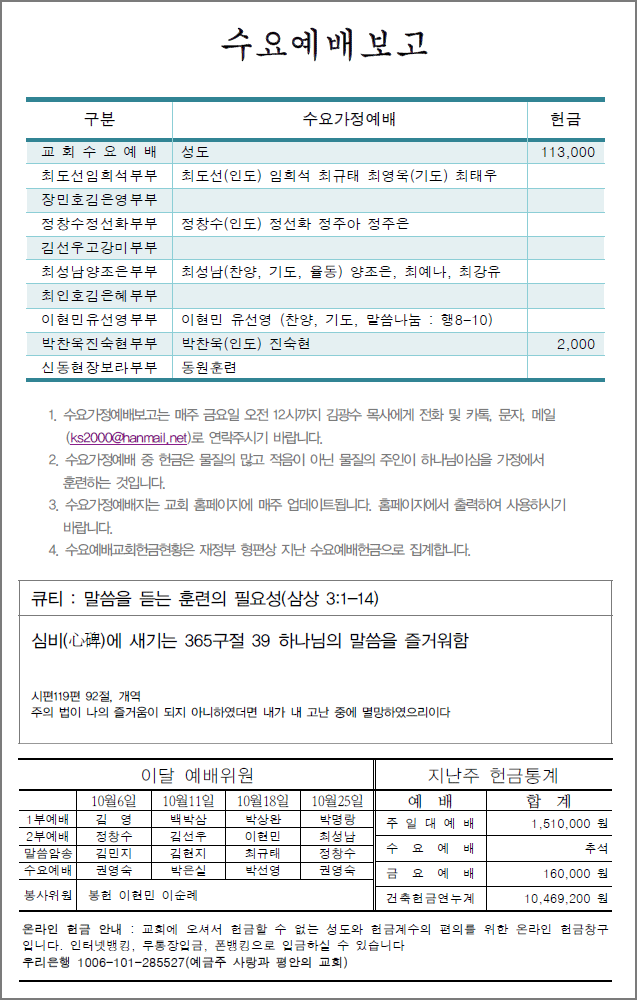 수요예배보고
구분 수요가정예배 헌금
교 회 수 요 예 배 성도 113,000
최도선임희석부부 최도선(인도) 임희석 최규태 최영옥(기도) 최태우
장민호김은영부부
정창수정선화부부 정창수(인도) 정선화 정주아 정주은
김선우고강미부부
최성남양조은부부 최성남(찬양, 기도, 율동) 양조은, 최예나, 최강유
최인호김은혜부부
이현민유선영부부 이현민 유선영 (찬양, 기도, 말씀나눔 : 행8-10)
박찬욱진숙현부부 박찬욱(인도) 진숙현 2,000
신동현장보라부부 동원훈련
1. 수요가정예배보고는 매주 금요일 오전 12시까지 김광수 목사에게 전화 및 카톡, 문자, 메일
(ks2000@hanmail.net)로 연락주시기 바랍니다.
2. 수요가정예배 중 헌금은 물질의 많고 적음이 아닌 물질의 주인이 하나님이심을 가정에서
훈련하는 것입니다.
3. 수요가정예배지는 교회 홈페이지에 매주 업데이트됩니다. 홈페이지에서 출력하여 사용하시기
바랍니다.
4. 수요예배교회헌금현황은 재정부 형편상 지난 수요예배헌금으로 집계합니다.
큐티 : 말씀을 듣는 훈련의 필요성(삼상 3:1-14)
심비(心碑)에 새기는 365구절 39 하나님의 말씀을 즐거워함
시편119편 92절, 개역
주의 법이 나의 즐거움이 되지 아니하였더면 내가 내 고난 중에 멸망하였으리이다
이달 예배위원
10월6일 10월11일 10월18일 10월25일
1부예배 김 영 백박삼 박상완 박명랑
2부예배 정창수 김선우 이현민 최성남
말씀암송 김민지 김현지 최규태 정창수
수요예배 권영숙 박은실 박선영 권영숙
봉사위원 봉헌 이현민 이순례
지난주 헌금통계
예 배 합 계
주 일 대 예 배 1,510,000 원
수 요 예 배 추석
금 요 예 배 160,000 원
건축헌금연누계 10,469,200 원
온라인 헌금 안내 : 교회에 오셔서 헌금할 수 없는 성도와 헌금계수의 편의를 위한 온라인 헌금창구
입니다. 인터넷뱅킹, 무통장입금, 폰뱅킹으로 입금하실 수 있습니다
우리은행 1006-101-285527(예금주 사랑과 평안의 교회)